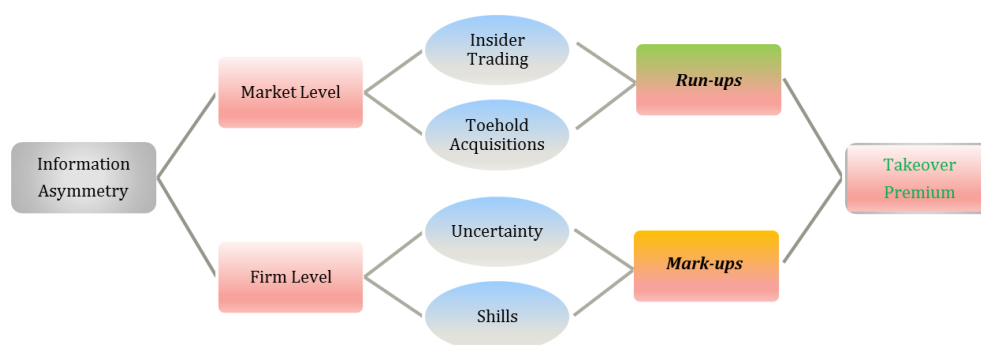 Information
Asymmetry
Market Level
Firm Level
Insider
Trading
Toehold
Acquisitions
Uncertainty
Shills
Run-ups
Mark-ups
Takeover
Premium